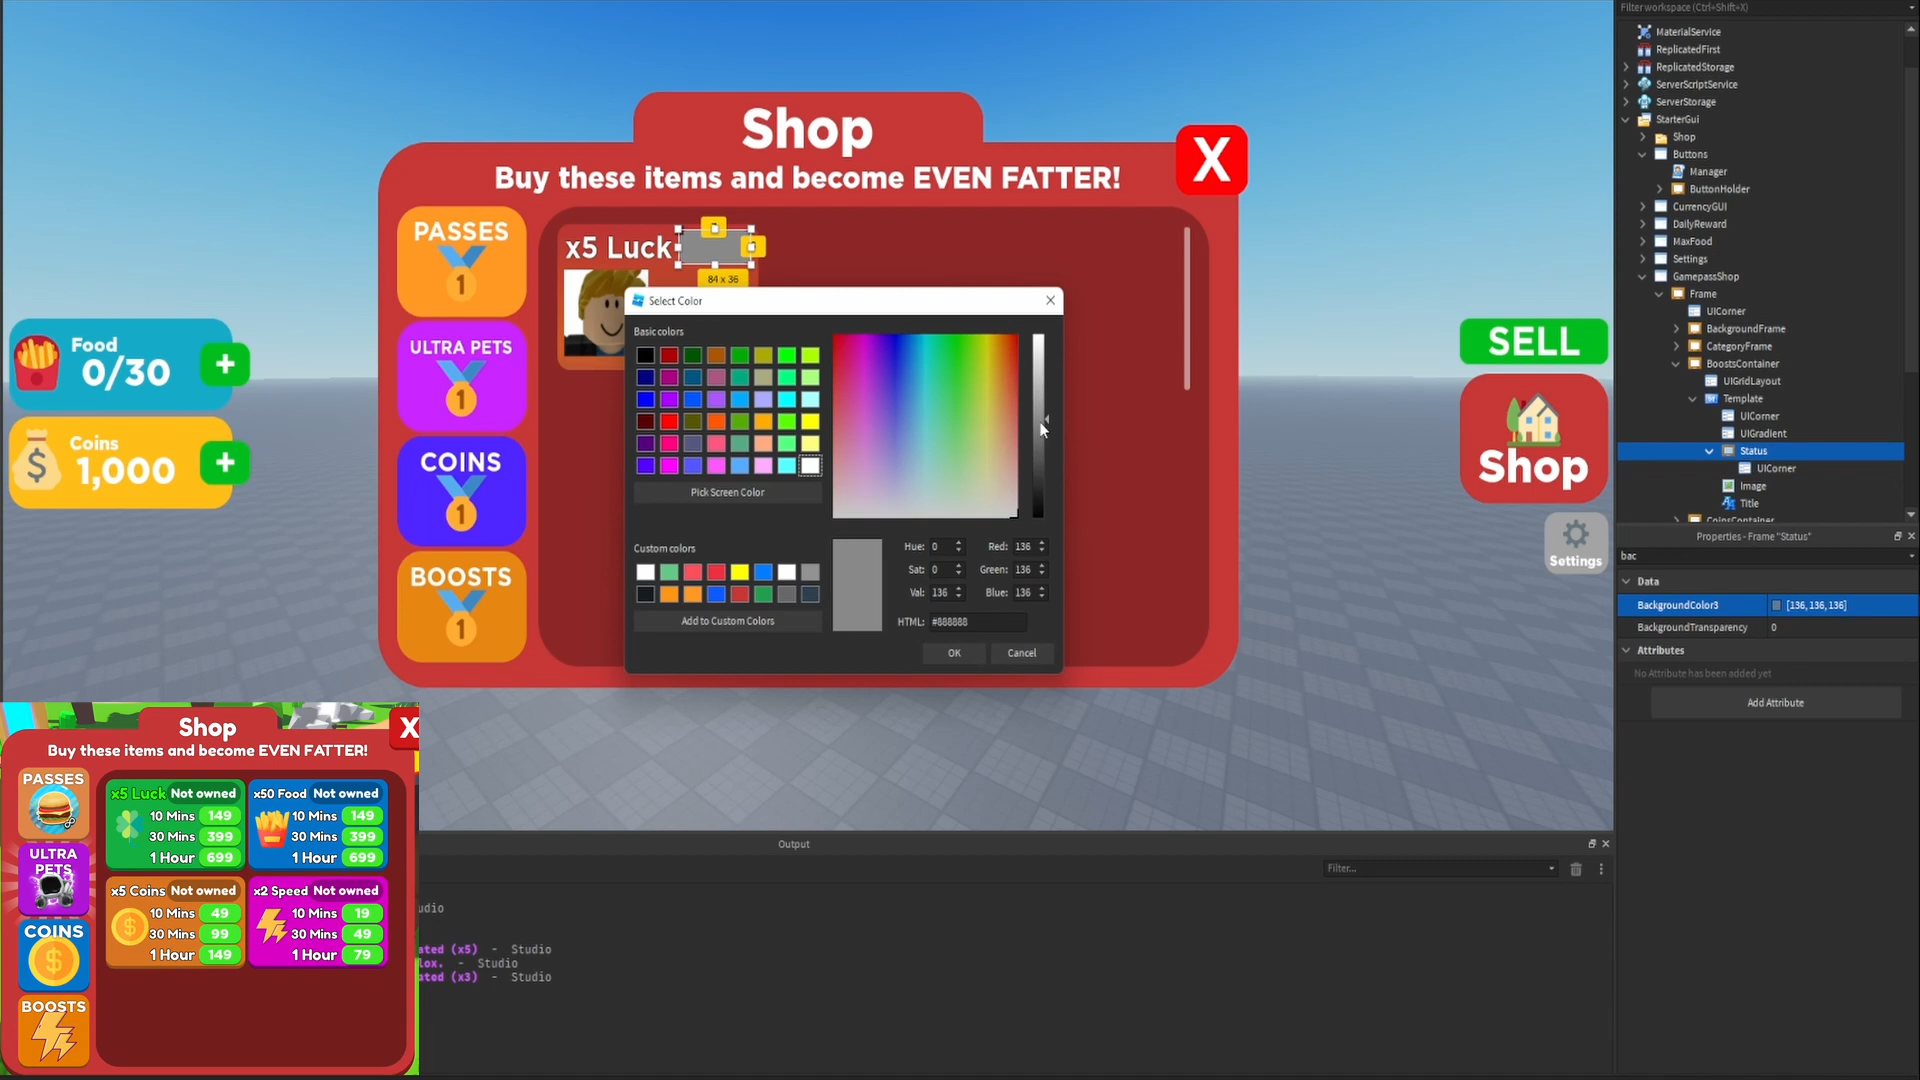 Filter workspace (Ctrl+Shift+X)
MaterialService
ReplicatedFirst
ReplicatedStorage
ServerScriptService
ServerStorage
StarterGui
Shop
Buttons
Manager
ButtonHolder
CurrencyGUI
DailyReward
MaxFood
Settings
GamepassShop
Frame
UICorner
BackgroundFrame
CategoryFrame
BoostsContainer
UIGridLayout
Template
UICorner
UIGradient
Status
UICorner
Image
Title
CoinsContainer
Properties - Frame "Status"
bac
Data
BackgroundColor3 [136, 136, 136]
BackgroundTransparency 0
Attributes
No Attribute has been added yet
Add Attribute
Shop
Buy these items and become EVEN FATTER!
X
PASSES
1
ULTRA PETS
1
COINS
1
BOOSTS
1
x5 Luck
84 x 36
Food
0/30
+
Coins
1,000
+
$
SELL
Shop
Settings
Select Color
Basic colors
Pick Screen Color
Custom colors
Add to Custom Colors
Hue: 0 Red: 136
Sat: 0 Green: 136
Val: 136 Blue: 136
HTML: #888888
OK Cancel
Output
Filter...
udio
ated (x5) - Studio
lox. - Studio
ated (x3) - Studio
Shop
X
Buy these items and become EVEN FATTER!
PASSES
ULTRA
PETS
COINS
$
BOOSTS
x5 Luck Not owned
10 Mins 149
30 Mins 399
1 Hour 699
x50 Food Not owned
10 Mins 149
30 Mins 399
1 Hour 699
x5 Coins Not owned
$
10 Mins 49
30 Mins 99
1 Hour 149
x2 Speed Not owned
10 Mins 19
30 Mins 49
1 Hour 79